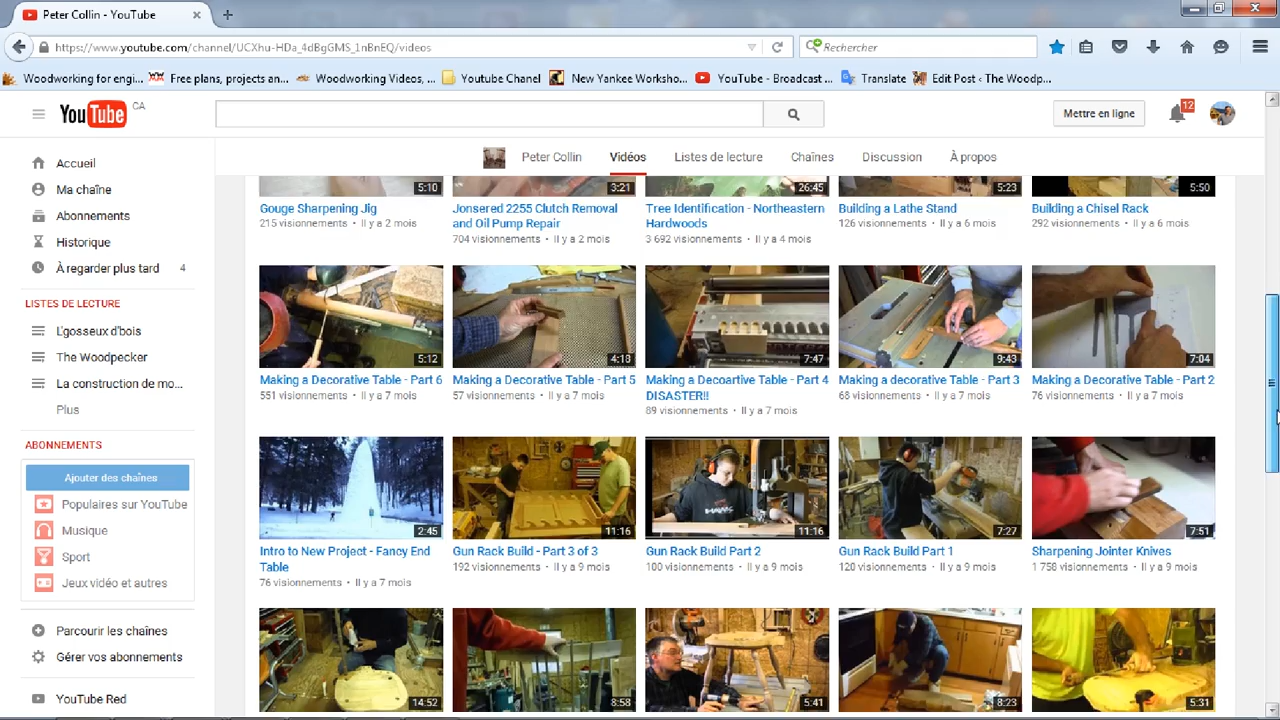 Peter Collin - YouTube
https://www.youtube.com/channel/UCXhu-HDa_4dBgGMS_1nBnEQ/videos
Rechercher
Woodworking for engi...
Free plans, projects an...
Woodworking Videos, ...
Youtube Chanel
New Yankee Worksho...
YouTube - Broadcast ...
Translate
Edit Post ‹ The Woodp...
YouTube CA
Mettre en ligne
12
Peter Collin
Vidéos
Listes de lecture
Chaînes
Discussion
À propos
Accueil
Ma chaîne
Abonnements
Historique
À regarder plus tard 4
LISTES DE LECTURE
L'gosseux d'bois
The Woodpecker
La construction de mo...
Plus
ABONNEMENTS
Ajouter des chaînes
Populaires sur YouTube
Musique
Sport
Jeux vidéo et autres
Parcourir les chaînes
Gérer vos abonnements
YouTube Red
5:10
Gouge Sharpening Jig
215 visionnements • Il y a 2 mois
3:21
Jonsered 2255 Clutch Removal
and Oil Pump Repair
704 visionnements • Il y a 2 mois
26:45
Tree Identification - Northeastern
Hardwoods
3 692 visionnements • Il y a 4 mois
5:23
Building a Lathe Stand
126 visionnements • Il y a 6 mois
5:50
Building a Chisel Rack
292 visionnements • Il y a 6 mois
5:12
Making a Decorative Table - Part 6
551 visionnements • Il y a 7 mois
4:18
Making a Decorative Table - Part 5
57 visionnements • Il y a 7 mois
7:47
Making a Decoartive Table - Part 4
DISASTER!!
89 visionnements • Il y a 7 mois
9:43
Making a decorative Table - Part 3
68 visionnements • Il y a 7 mois
7:04
Making a Decorative Table - Part 2
76 visionnements • Il y a 7 mois
2:45
Intro to New Project - Fancy End
Table
76 visionnements • Il y a 7 mois
11:16
Gun Rack Build - Part 3 of 3
192 visionnements • Il y a 9 mois
11:16
Gun Rack Build Part 2
100 visionnements • Il y a 9 mois
7:27
Gun Rack Build Part 1
120 visionnements • Il y a 9 mois
7:51
Sharpening Jointer Knives
1 758 visionnements • Il y a 9 mois
14:52
8:58
5:41
8:23
5:31